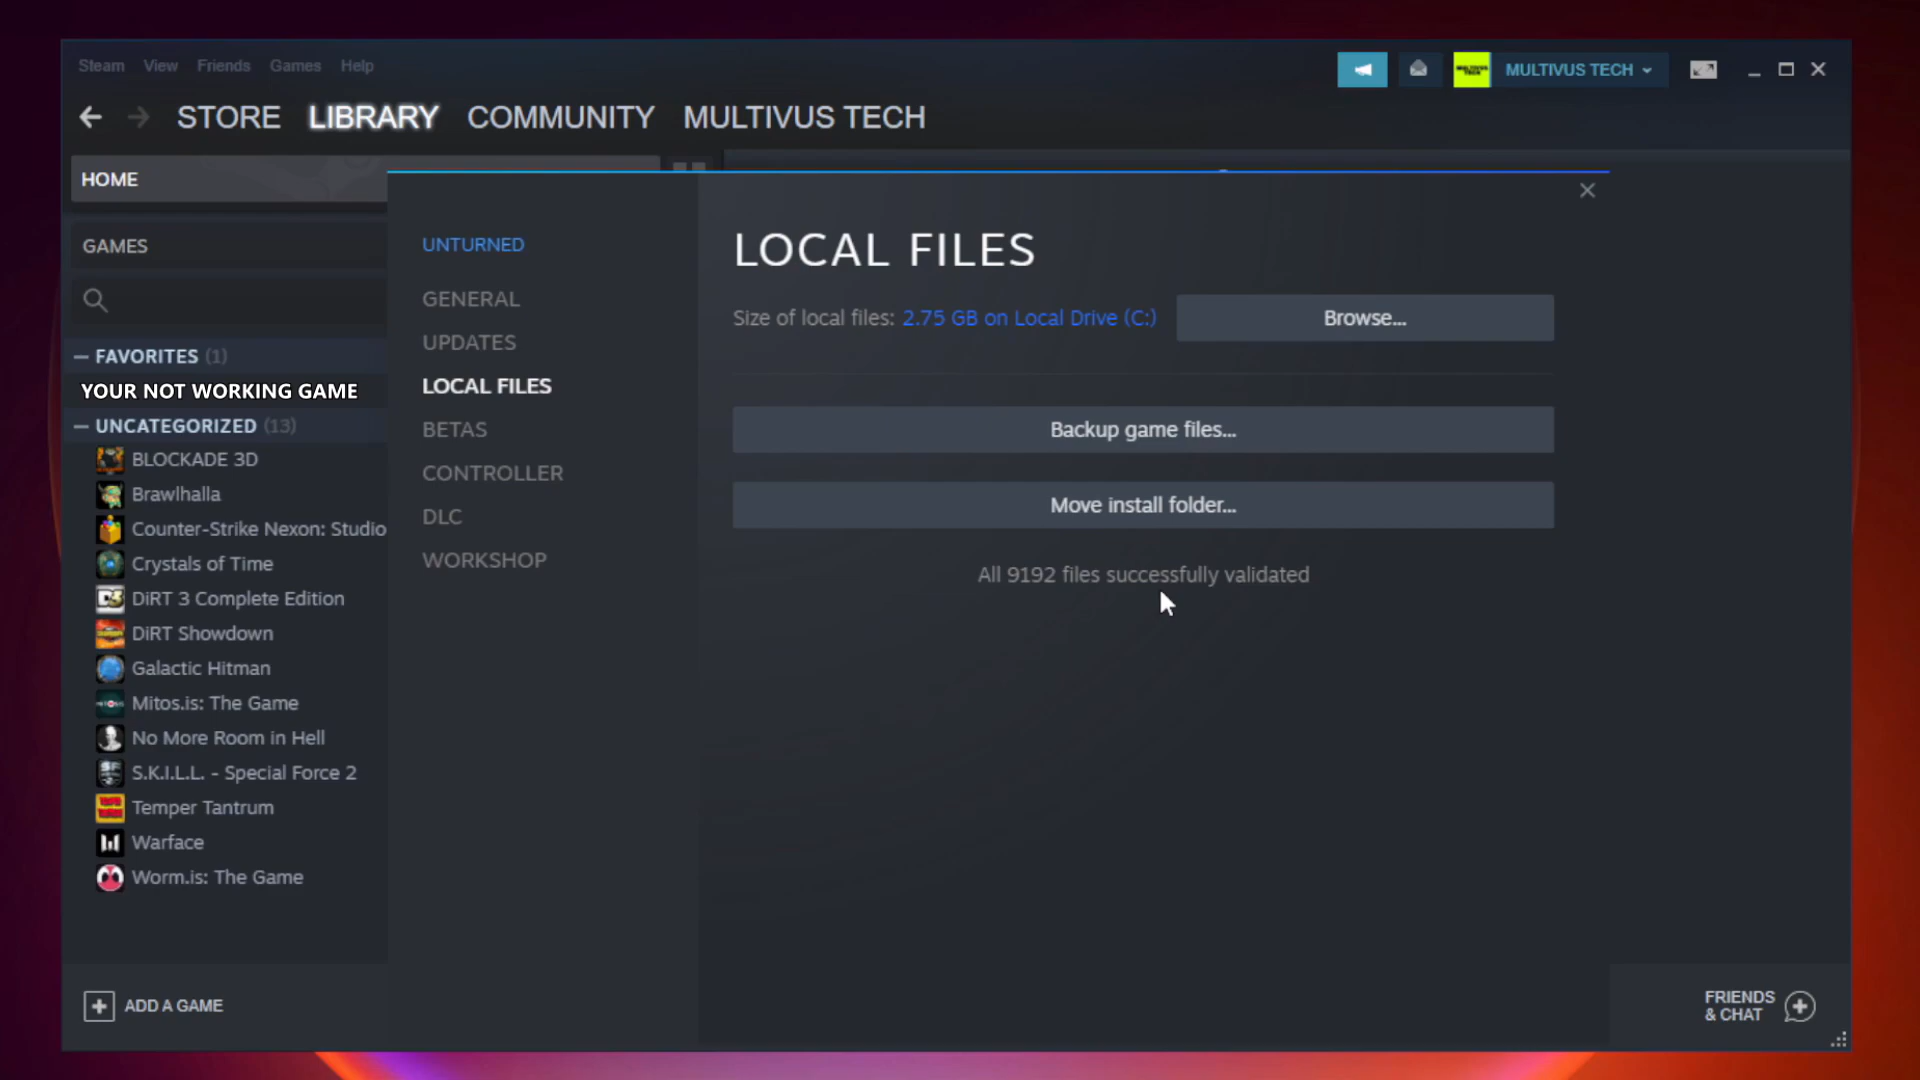 Steam View Friends Games Help
MULTIVUS TECH
STORE LIBRARY COMMUNITY MULTIVUS TECH
HOME
GAMES
— FAVORITES (1)
YOUR NOT WORKING GAME
— UNCATEGORIZED (13)
BLOCKADE 3D
Brawlhalla
Counter-Strike Nexon: Studio
Crystals of Time
DiRT 3 Complete Edition
DiRT Showdown
Galactic Hitman
Mitos.is: The Game
No More Room in Hell
S.K.I.L.L. - Special Force 2
Temper Tantrum
Warface
Worm.is: The Game
ADD A GAME
UNTURNED
GENERAL
UPDATES
LOCAL FILES
BETAS
CONTROLLER
DLC
WORKSHOP
LOCAL FILES
Size of local files: 2.75 GB on Local Drive (C:)
Browse...
Backup game files...
Move install folder...
All 9192 files successfully validated
FRIENDS
& CHAT